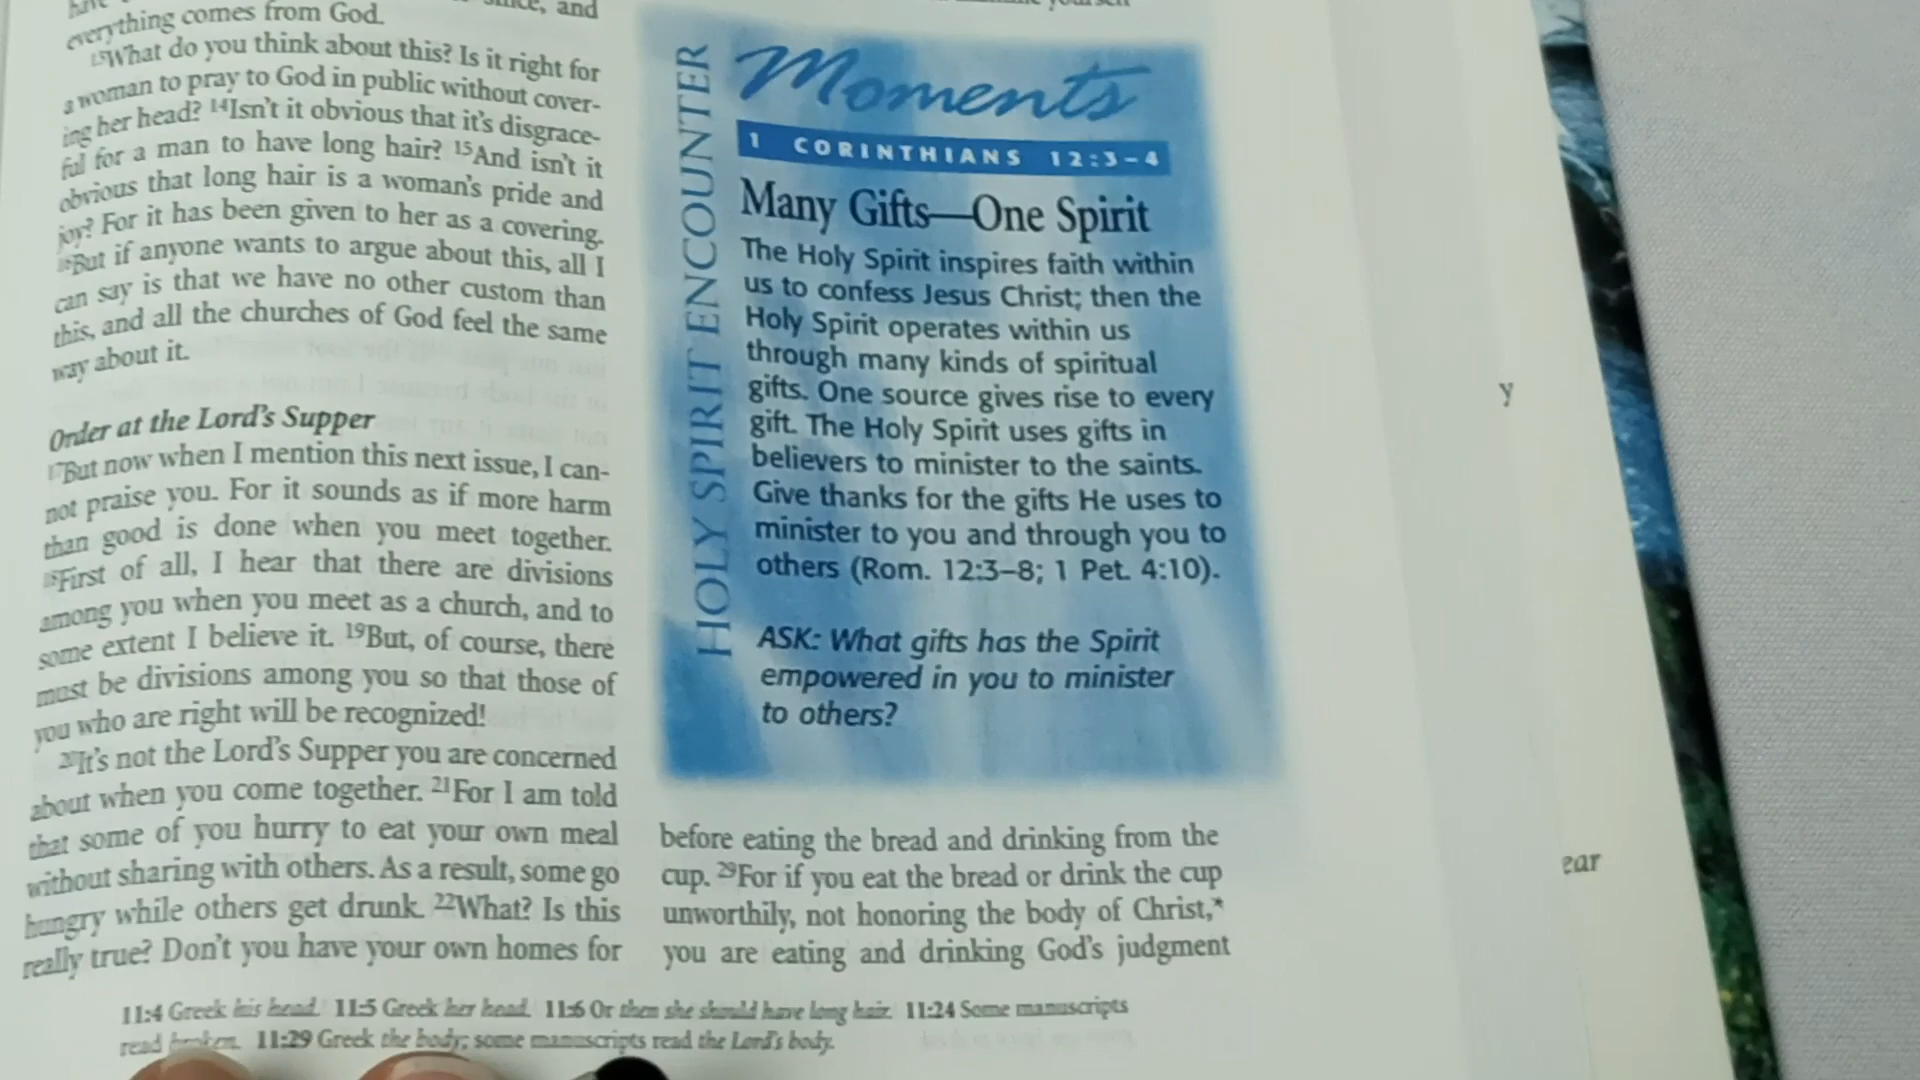 everything comes from God.
13What do you think about this? Is it right for
a woman to pray to God in public without cover-
ing her head? 14Isn't it obvious that it's disgrace-
ful for a man to have long hair? 15And isn't it
obvious that long hair is a woman's pride and
joy? For it has been given to her as a covering.
16But if anyone wants to argue about this, all I
can say is that we have no other custom than
this, and all the churches of God feel the same
way about it.
Order at the Lord's Supper
17But now when I mention this next issue, I can-
not praise you. For it sounds as if more harm
than good is done when you meet together.
18First of all, I hear that there are divisions
among you when you meet as a church, and to
some extent I believe it. 19But, of course, there
must be divisions among you so that those of
you who are right will be recognized!
20It's not the Lord's Supper you are concerned
about when you come together. 21For I am told
that some of you hurry to eat your own meal
without sharing with others. As a result, some go
hungry while others get drunk. 22What? Is this
really true? Don't you have your own homes for
HOLY SPIRIT ENCOUNTER
Moments
1 CORINTHIANS 12:3–4
Many Gifts—One Spirit
The Holy Spirit inspires faith within
us to confess Jesus Christ; then the
Holy Spirit operates within us
through many kinds of spiritual
gifts. One source gives rise to every
gift. The Holy Spirit uses gifts in
believers to minister to the saints.
Give thanks for the gifts He uses to
minister to you and through you to
others (Rom. 12:3–8; 1 Pet. 4:10).
ASK: What gifts has the Spirit
empowered in you to minister
to others?
before eating the bread and drinking from the
cup. 29For if you eat the bread or drink the cup
unworthily, not honoring the body of Christ,*
you are eating and drinking God's judgment
11:4 Greek his head. 11:5 Greek her head. 11:6 Or then she should have long hair. 11:24 Some manuscripts
read broken. 11:29 Greek the body; some manuscripts read the Lord's body.
y
ear